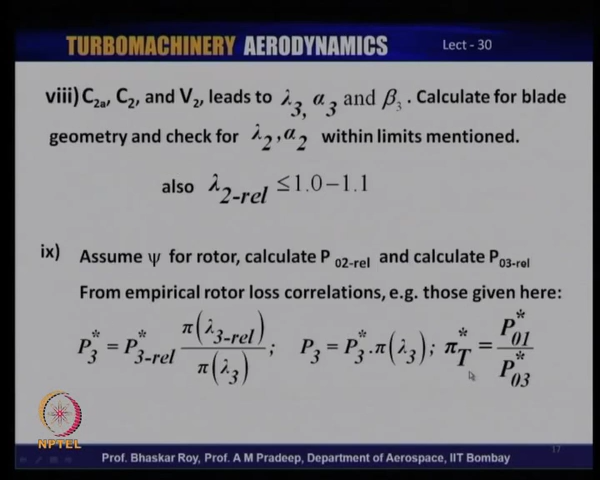 TURBOMACHINERY AERODYNAMICS Lect - 30
viii) C2a, C2, and V2, leads to λ3, α3 and β3 . Calculate for blade
geometry and check for λ2, α2 within limits mentioned.
also λ2-rel ≤1.0−1.1
ix) Assume ψ for rotor, calculate P 02-rel and calculate P03-rel
From empirical rotor loss correlations, e.g. those given here:
P3* = P3-rel* π(λ3-rel) / π(λ3) ; P3 = P3*.π(λ3); πT* = P01* / P03*
NPTEL
Prof. Bhaskar Roy, Prof. A M Pradeep, Department of Aerospace, IIT Bombay
17